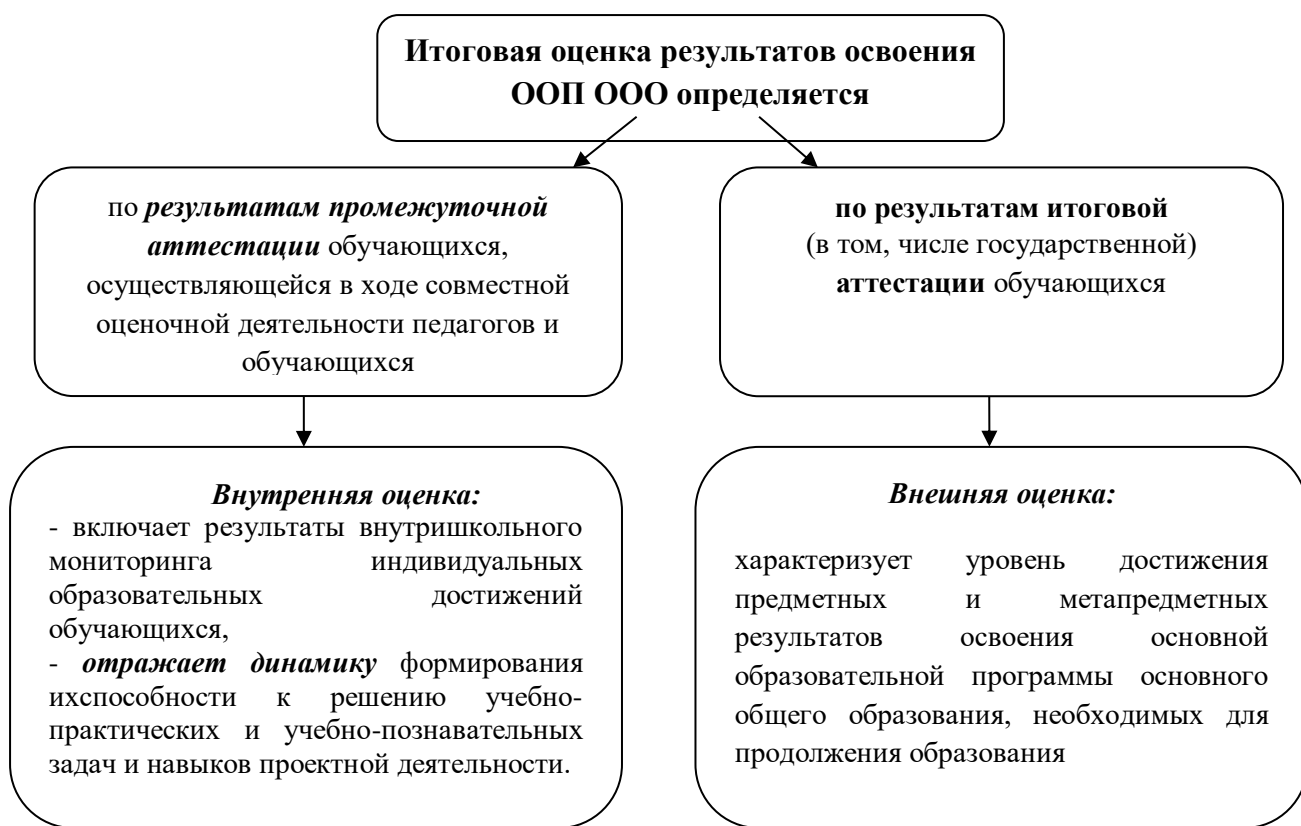 Итоговая оценка результатов освоения
ООП ООО определяется
по результатам промежуточной
аттестации обучающихся,
осуществляющейся в ходе совместной
оценочной деятельности педагогов и
обучающихся
по результатам итоговой
(в том, числе государственной)
аттестации обучающихся
Внутренняя оценка:
- включает результаты внутришкольного
мониторинга индивидуальных
образовательных достижений
обучающихся,
- отражает динамику формирования
ихспособности к решению учебно-
практических и учебно-познавательных
задач и навыков проектной деятельности.
Внешняя оценка:
характеризует уровень достижения
предметных и метапредметных
результатов освоения основной
образовательной программы основного
общего образования, необходимых для
продолжения образования